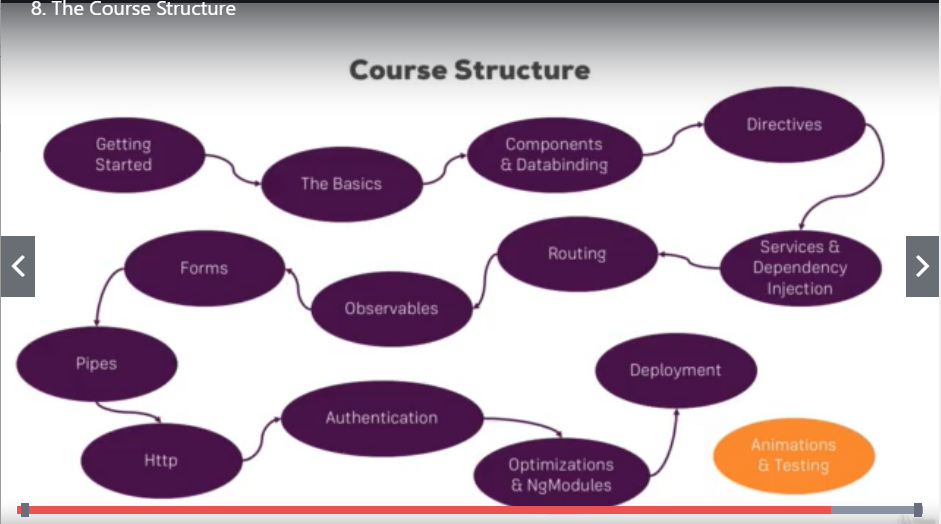 8. The Course Structure
Course Structure
Getting
Started
The Basics
Components
& Databinding
Directives
Services &
Dependency
Injection
Routing
Observables
Forms
Pipes
Http
Authentication
Optimizations
& NgModules
Deployment
Animations
& Testing